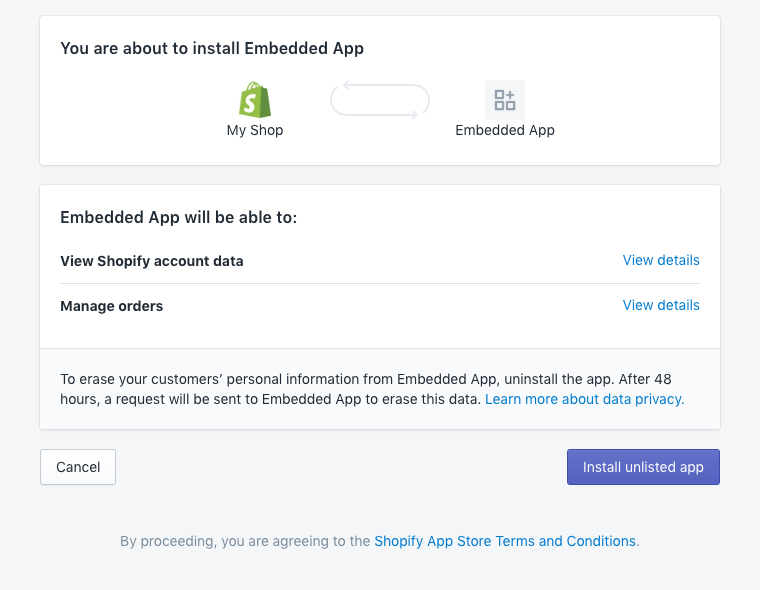 You are about to install Embedded App
My Shop
Embedded App
Embedded App will be able to:
View Shopify account data
View details
Manage orders
View details
To erase your customers’ personal information from Embedded App, uninstall the app. After 48
hours, a request will be sent to Embedded App to erase this data. Learn more about data privacy.
Cancel
Install unlisted app
By proceeding, you are agreeing to the Shopify App Store Terms and Conditions.